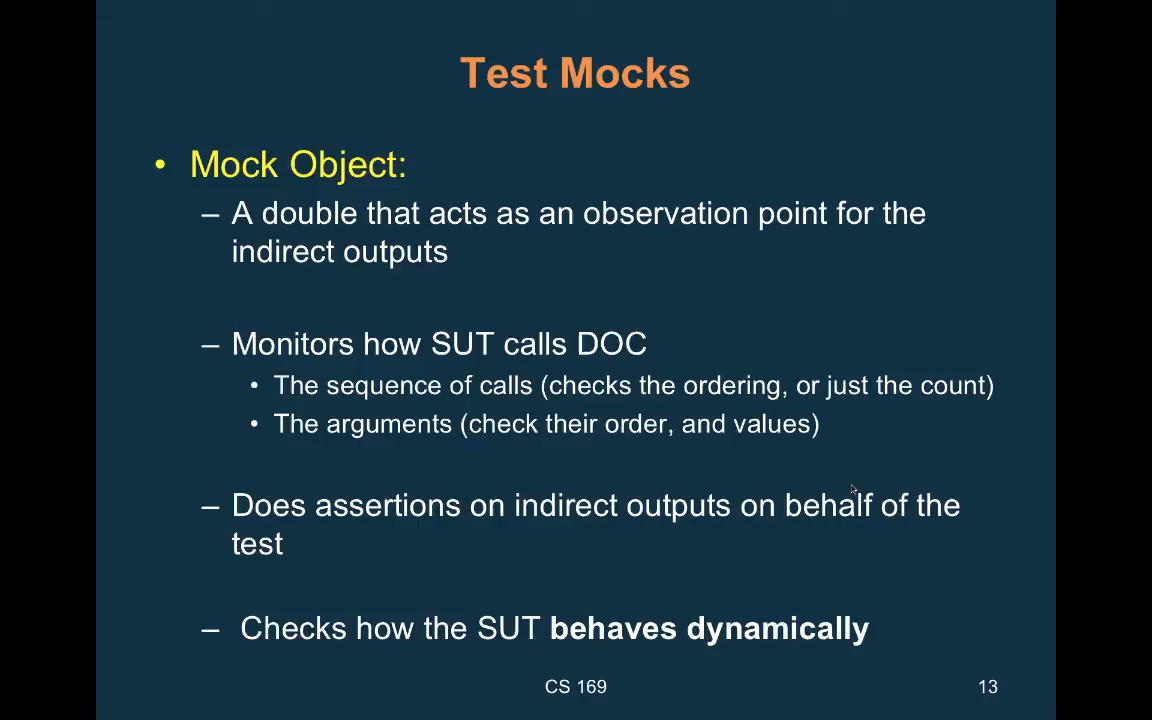 Test Mocks
• Mock Object:
– A double that acts as an observation point for the
indirect outputs
– Monitors how SUT calls DOC
• The sequence of calls (checks the ordering, or just the count)
• The arguments (check their order, and values)
– Does assertions on indirect outputs on behalf of the
test
– Checks how the SUT behaves dynamically
CS 169
13